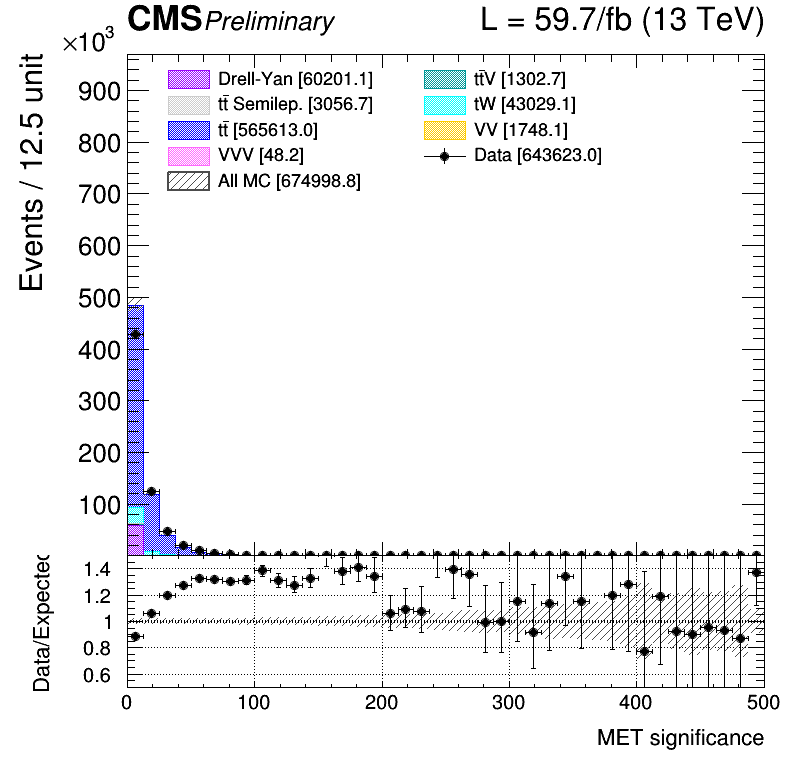 CMS Preliminary L = 59.7/fb (13 TeV)
×10³
Events / 12.5 unit
900
800
700
600
500
400
300
200
100
Drell-Yan [60201.1]
tt̄ Semilep. [3056.7]
tt̄ [565613.0]
VVV [48.2]
All MC [674998.8]
tt̄V [1302.7]
tW [43029.1]
VV [1748.1]
Data [643623.0]
Data/Expected
1.4
1.2
1
0.8
0.6
0 100 200 300 400 500
MET significance